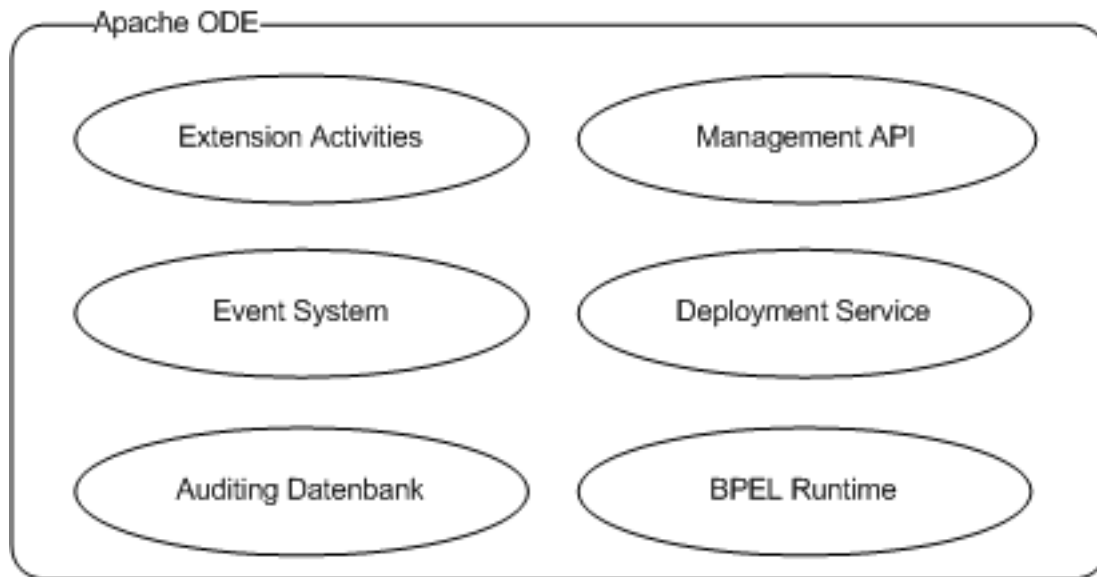 Apache ODE
Extension Activities
Management API
Event System
Deployment Service
Auditing Datenbank
BPEL Runtime